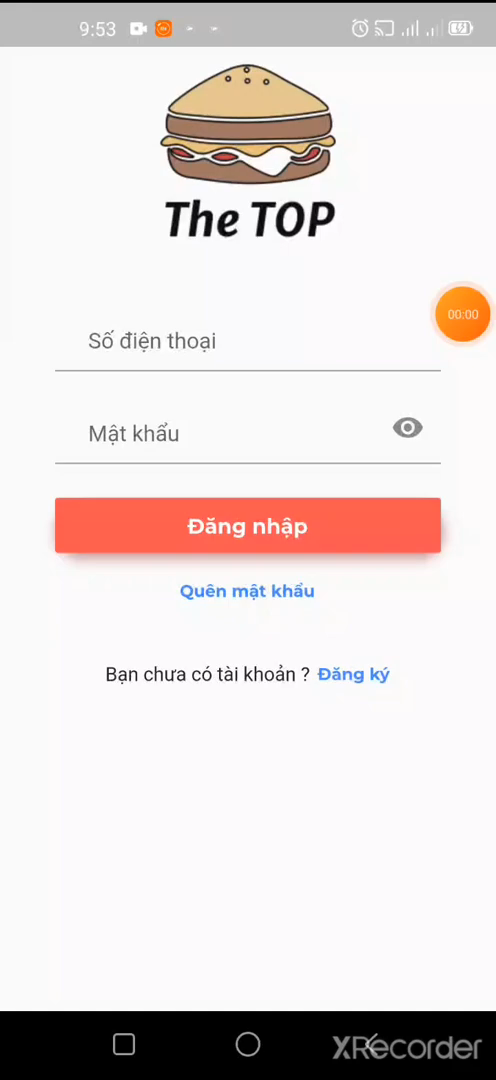 9:53
The TOP
00:00
Số điện thoại
Mật khẩu
Đăng nhập
Quên mật khẩu
Bạn chưa có tài khoản ? Đăng ký
XRecorder